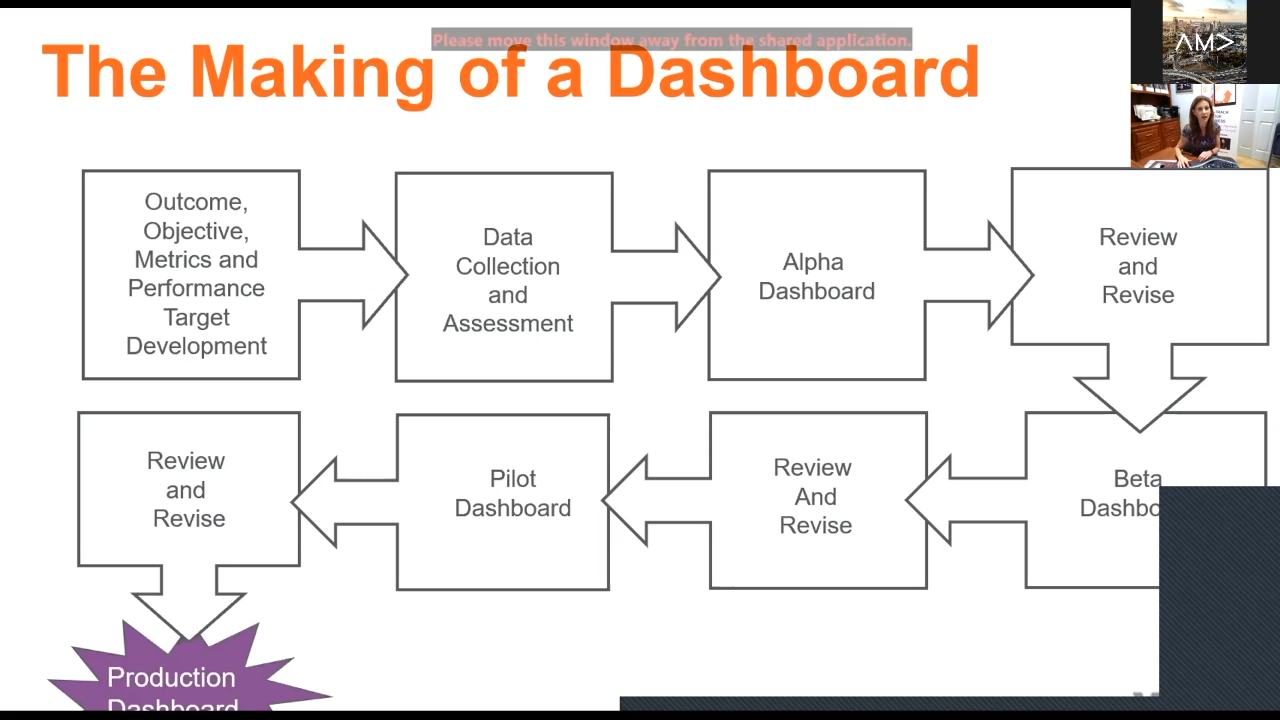 Please move this window away from the shared application.
The Making of a Dashboard
Outcome,
Objective,
Metrics and
Performance
Target
Development
Data
Collection
and
Assessment
Alpha
Dashboard
Review
and
Revise
Beta
Dashbo
Review
And
Revise
Pilot
Dashboard
Review
and
Revise
Production
Dashboard